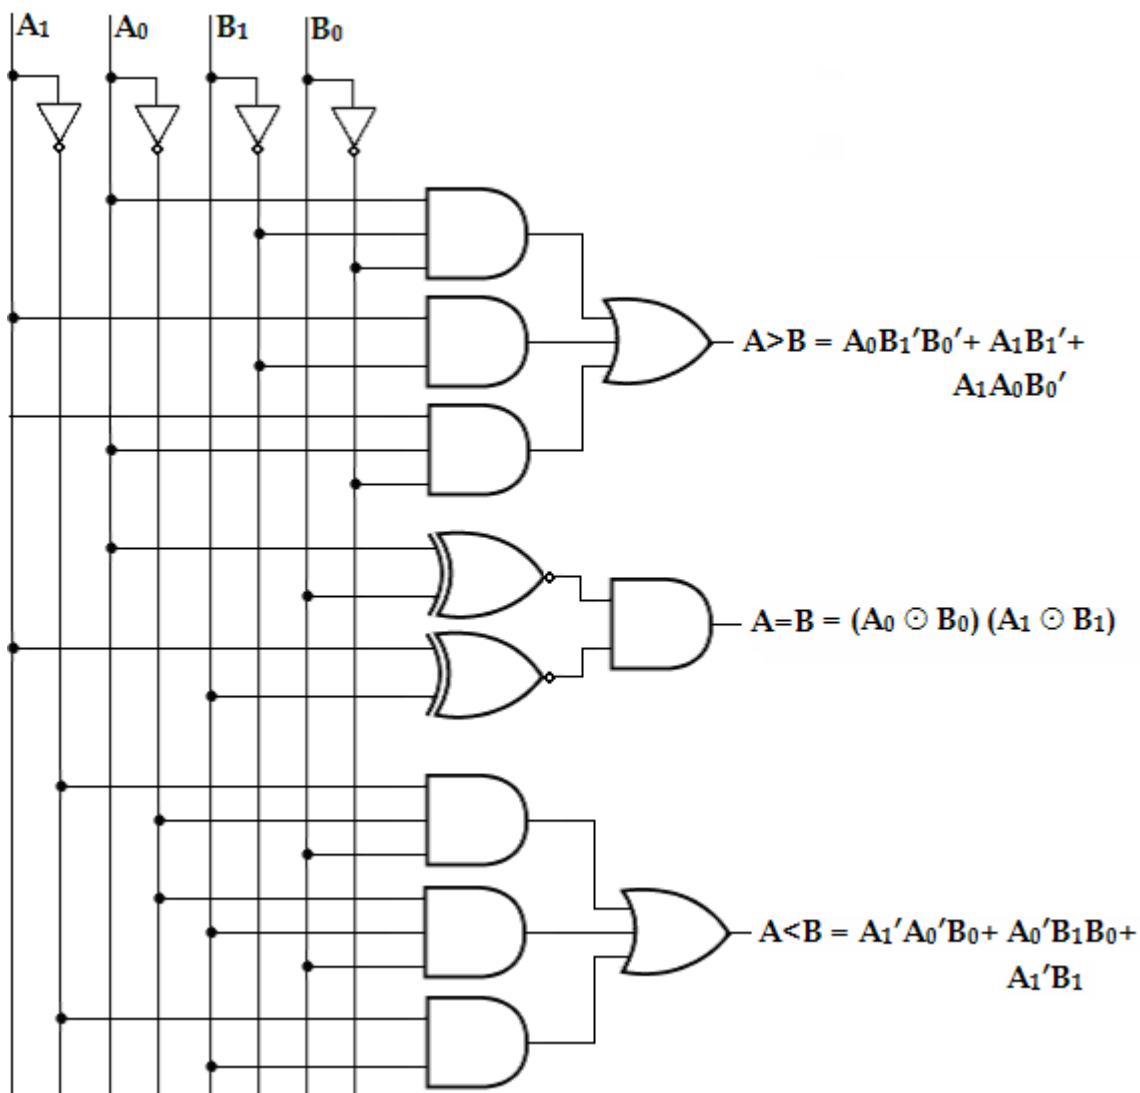 A₁ A₀ B₁ B₀
A>B = A₀B₁′B₀′+ A₁B₁′+
A₁A₀B₀′
A=B = (A₀ ⊙ B₀) (A₁ ⊙ B₁)
A<B = A₁′A₀′B₀+ A₀′B₁B₀+
A₁′B₁